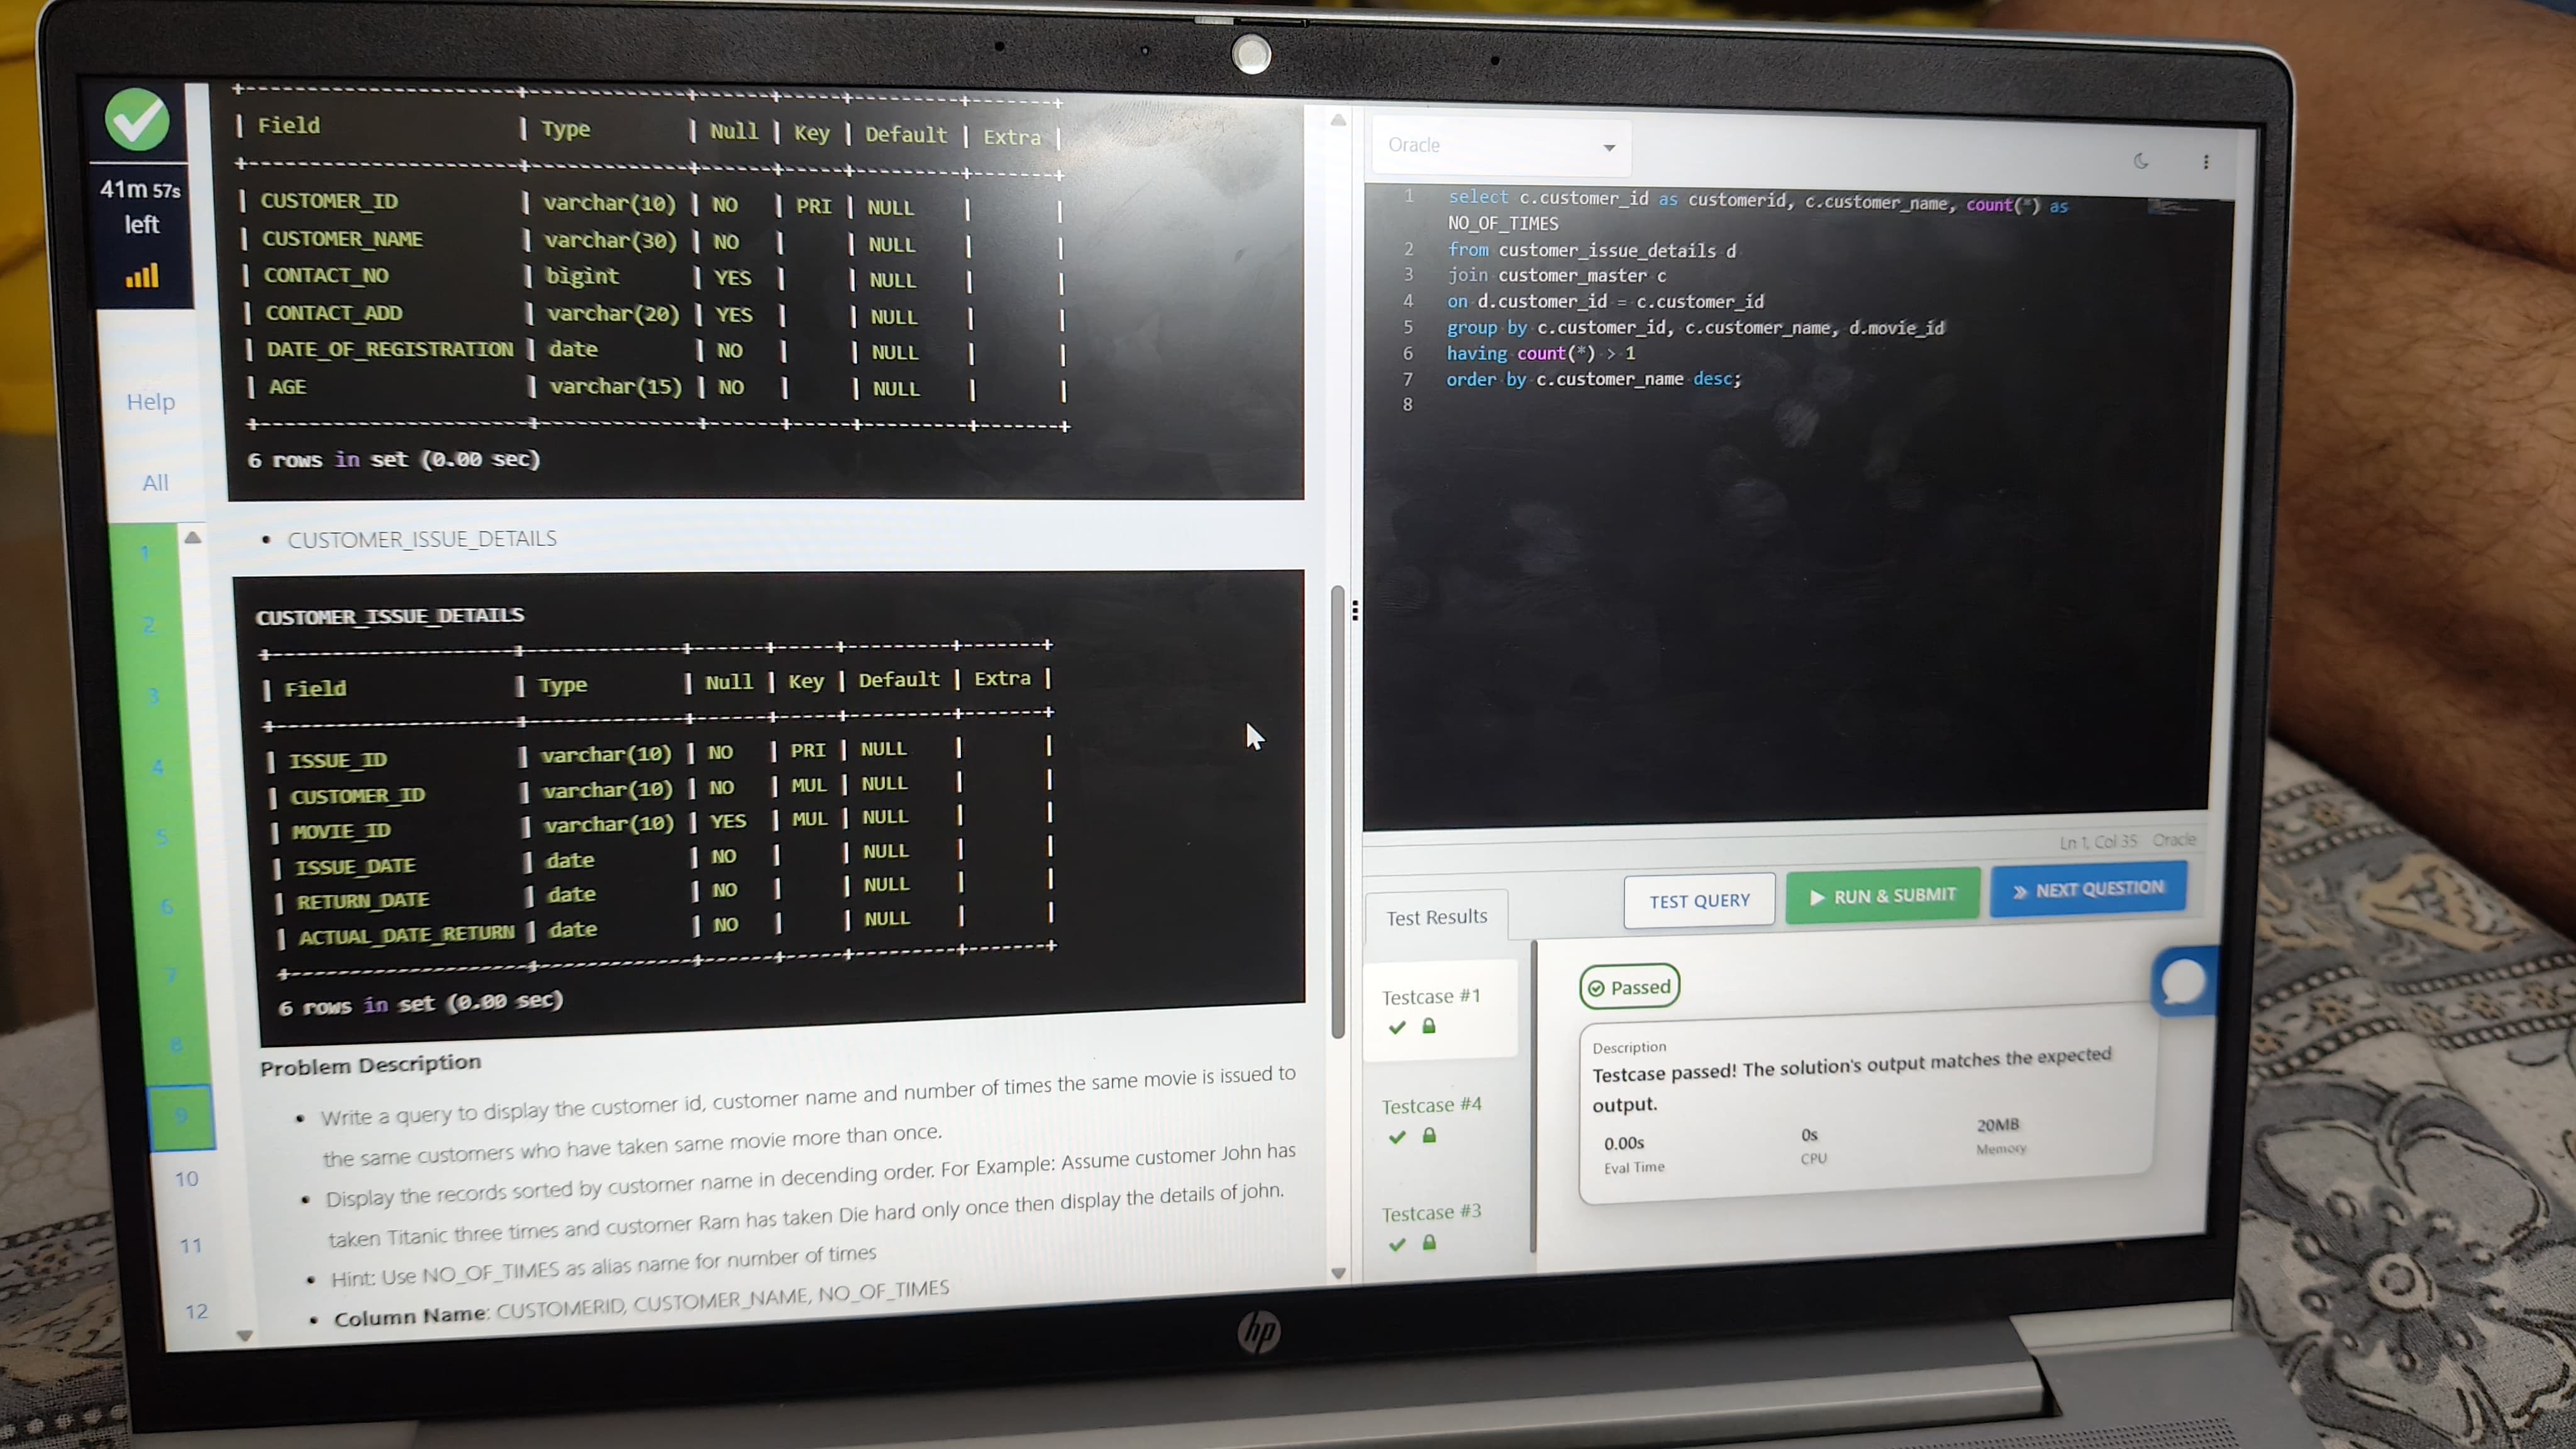 41m 57s
left
Help
All
1
2
3
4
5
6
7
8
9
10
11
12
+----------------------+--------------+------+-----+---------+-------+
| Field | Type | Null | Key | Default | Extra |
| CUSTOMER_ID | varchar(10) | NO | PRI | NULL | |
| CUSTOMER_NAME | varchar(30) | NO | | NULL | |
| CONTACT_NO | bigint | YES | | NULL | |
| CONTACT_ADD | varchar(20) | YES | | NULL | |
| DATE_OF_REGISTRATION | date | NO | | NULL | |
| AGE | varchar(15) | NO | | NULL | |
6 rows in set (0.00 sec)
• CUSTOMER_ISSUE_DETAILS
CUSTOMER_ISSUE_DETAILS
| Field | Type | Null | Key | Default | Extra |
| ISSUE_ID | varchar(10) | NO | PRI | NULL | |
| CUSTOMER_ID | varchar(10) | NO | MUL | NULL | |
| MOVIE_ID | varchar(10) | YES | MUL | NULL | |
| ISSUE_DATE | date | NO | | NULL | |
| RETURN_DATE | date | NO | | NULL | |
| ACTUAL_DATE_RETURN | date | NO | | NULL | |
6 rows in set (0.00 sec)
Problem Description
• Write a query to display the customer id, customer name and number of times the same movie is issued to
the same customers who have taken same movie more than once.
• Display the records sorted by customer name in decending order. For Example: Assume customer John has
taken Titanic three times and customer Ram has taken Die hard only once then display the details of john.
• Hint: Use NO_OF_TIMES as alias name for number of times
• Column Name: CUSTOMERID, CUSTOMER_NAME, NO_OF_TIMES
Oracle
1 select c.customer_id as customerid, c.customer_name, count(*) as
NO_OF_TIMES
2 from customer_issue_details d
3 join customer_master c
4 on d.customer_id = c.customer_id
5 group by c.customer_id, c.customer_name, d.movie_id
6 having count(*) > 1
7 order by c.customer_name desc;
8
Ln 1, Col 35 Oracle
TEST QUERY
RUN & SUBMIT
NEXT QUESTION
Test Results
Testcase #1
Testcase #4
Testcase #3
Passed
Description
Testcase passed! The solution's output matches the expected
output.
0.00s 0s 20MB
Eval Time CPU Memory
hp